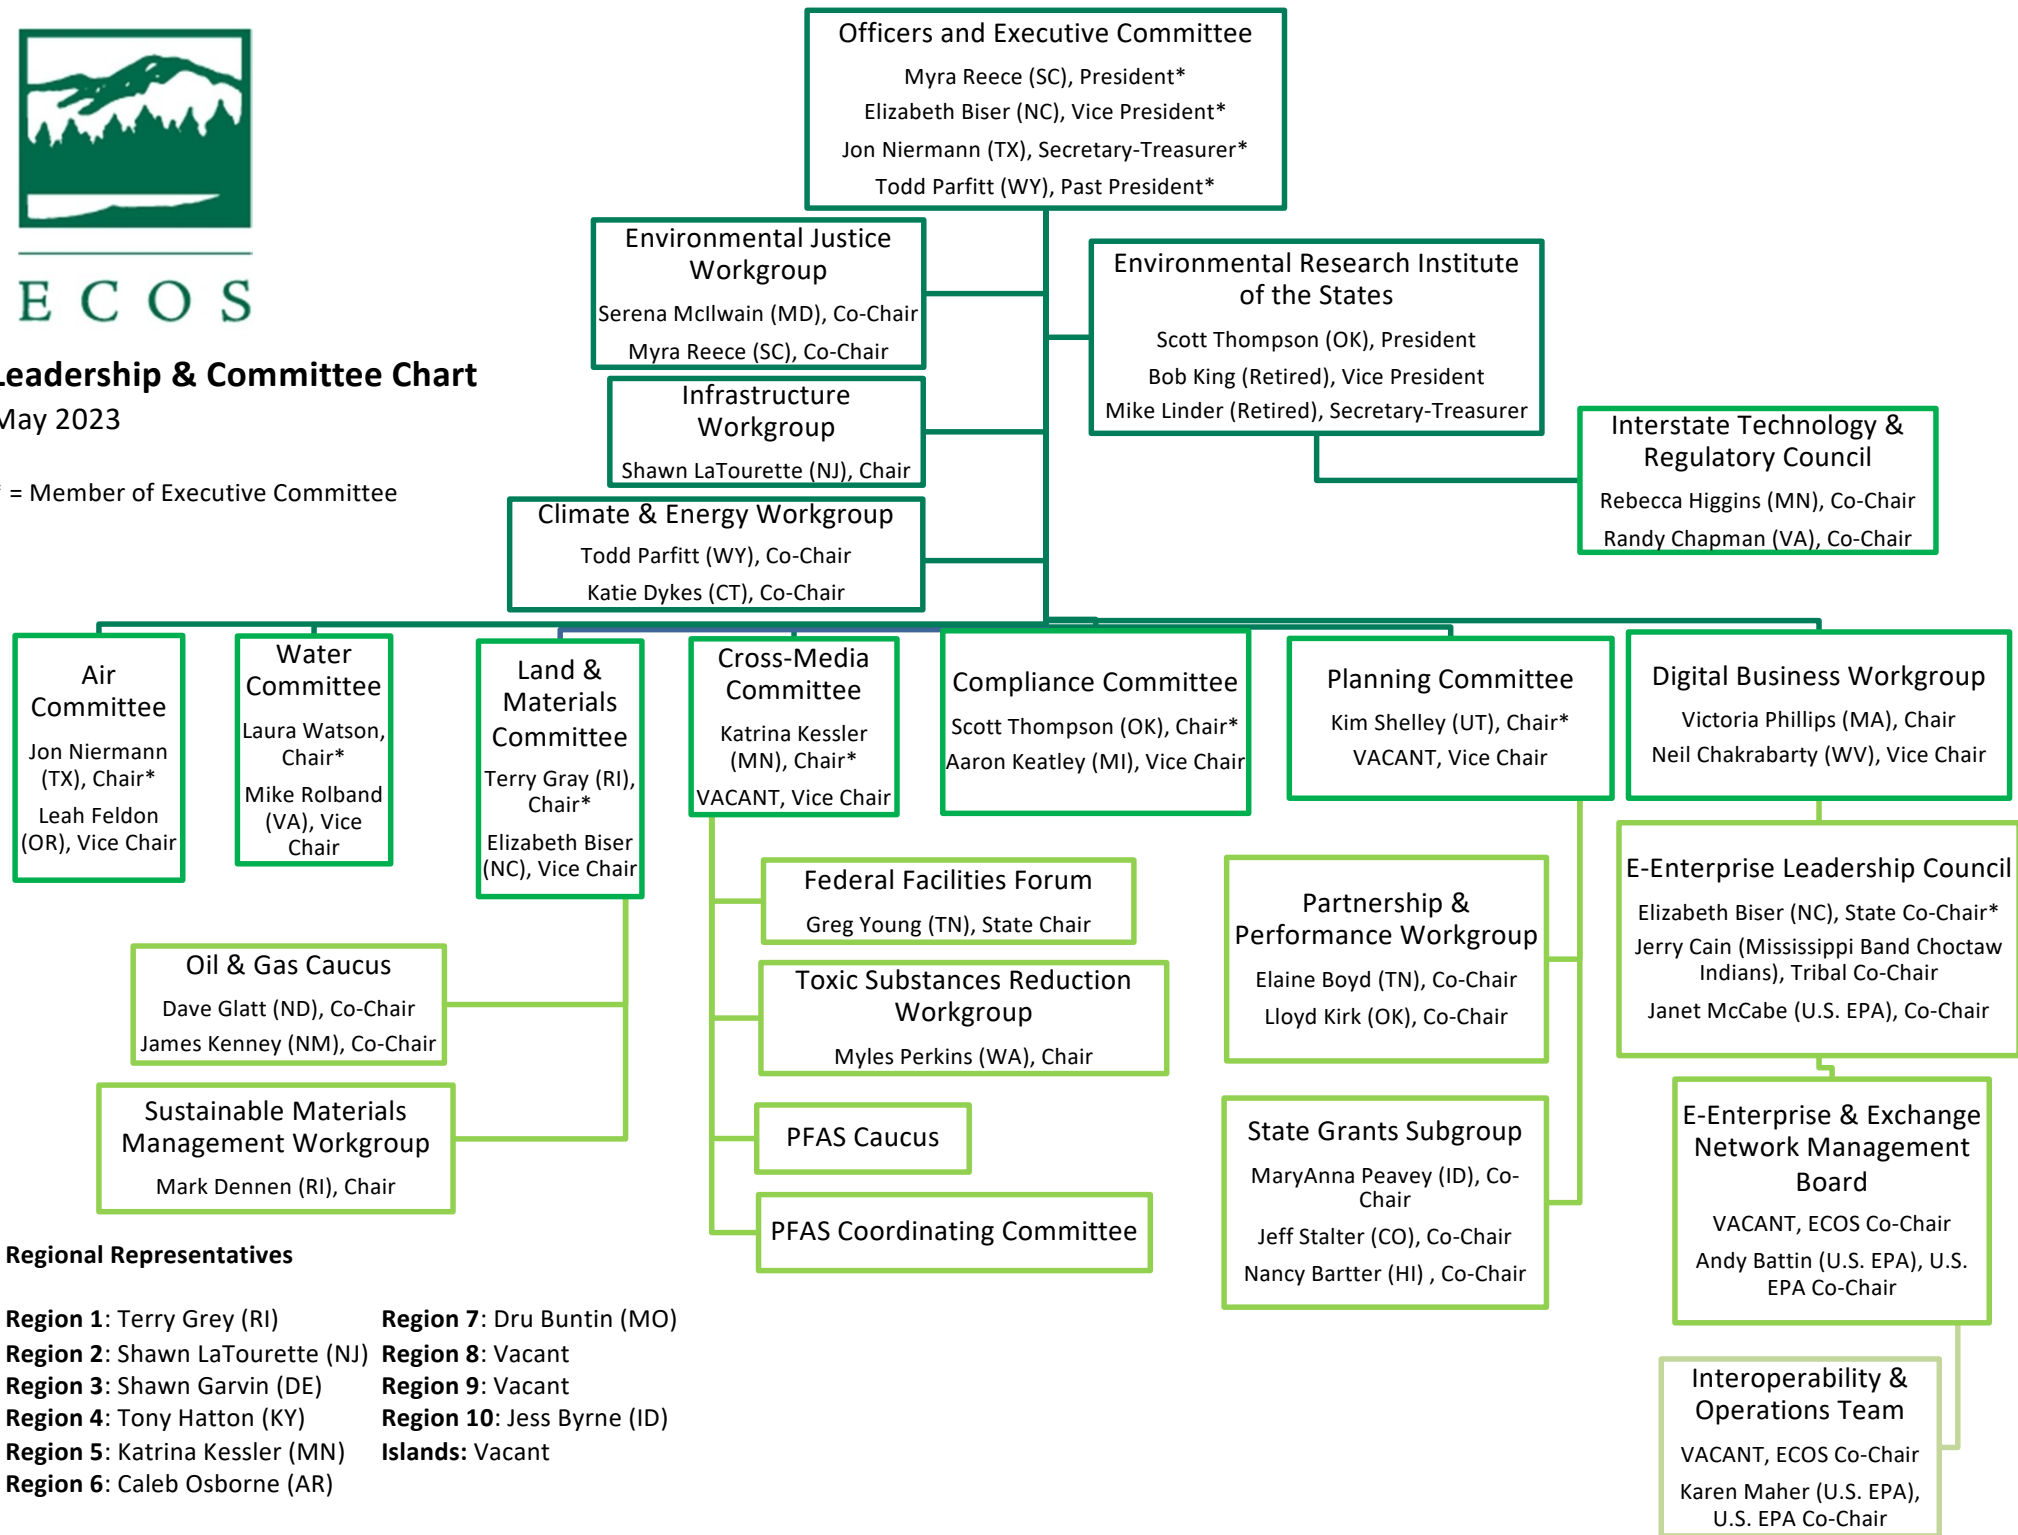 ECOS
Leadership & Committee Chart
May 2023
* = Member of Executive Committee
Officers and Executive Committee
Myra Reece (SC), President*
Elizabeth Biser (NC), Vice President*
Jon Niermann (TX), Secretary-Treasurer*
Todd Parfitt (WY), Past President*
Environmental Justice
Workgroup
Serena McIlwain (MD), Co-Chair
Myra Reece (SC), Co-Chair
Environmental Research Institute
of the States
Scott Thompson (OK), President
Bob King (Retired), Vice President
Mike Linder (Retired), Secretary-Treasurer
Infrastructure
Workgroup
Shawn LaTourette (NJ), Chair
Interstate Technology &
Regulatory Council
Rebecca Higgins (MN), Co-Chair
Randy Chapman (VA), Co-Chair
Climate & Energy Workgroup
Todd Parfitt (WY), Co-Chair
Katie Dykes (CT), Co-Chair
Air
Committee
Jon Niermann
(TX), Chair*
Leah Feldon
(OR), Vice Chair
Water
Committee
Laura Watson,
Chair*
Mike Rolband
(VA), Vice
Chair
Land &
Materials
Committee
Terry Gray (RI),
Chair*
Elizabeth Biser
(NC), Vice Chair
Cross-Media
Committee
Katrina Kessler
(MN), Chair*
VACANT, Vice Chair
Compliance Committee
Scott Thompson (OK), Chair*
Aaron Keatley (MI), Vice Chair
Planning Committee
Kim Shelley (UT), Chair*
VACANT, Vice Chair
Digital Business Workgroup
Victoria Phillips (MA), Chair
Neil Chakrabarty (WV), Vice Chair
Oil & Gas Caucus
Dave Glatt (ND), Co-Chair
James Kenney (NM), Co-Chair
Sustainable Materials
Management Workgroup
Mark Dennen (RI), Chair
Federal Facilities Forum
Greg Young (TN), State Chair
Toxic Substances Reduction
Workgroup
Myles Perkins (WA), Chair
PFAS Caucus
PFAS Coordinating Committee
Partnership &
Performance Workgroup
Elaine Boyd (TN), Co-Chair
Lloyd Kirk (OK), Co-Chair
State Grants Subgroup
MaryAnna Peavey (ID), Co-
Chair
Jeff Stalter (CO), Co-Chair
Nancy Bartter (HI) , Co-Chair
E-Enterprise Leadership Council
Elizabeth Biser (NC), State Co-Chair*
Jerry Cain (Mississippi Band Choctaw
Indians), Tribal Co-Chair
Janet McCabe (U.S. EPA), Co-Chair
E-Enterprise & Exchange
Network Management
Board
VACANT, ECOS Co-Chair
Andy Battin (U.S. EPA), U.S.
EPA Co-Chair
Interoperability &
Operations Team
VACANT, ECOS Co-Chair
Karen Maher (U.S. EPA),
U.S. EPA Co-Chair
Regional Representatives
Region 1: Terry Grey (RI)
Region 2: Shawn LaTourette (NJ)
Region 3: Shawn Garvin (DE)
Region 4: Tony Hatton (KY)
Region 5: Katrina Kessler (MN)
Region 6: Caleb Osborne (AR)
Region 7: Dru Buntin (MO)
Region 8: Vacant
Region 9: Vacant
Region 10: Jess Byrne (ID)
Islands: Vacant